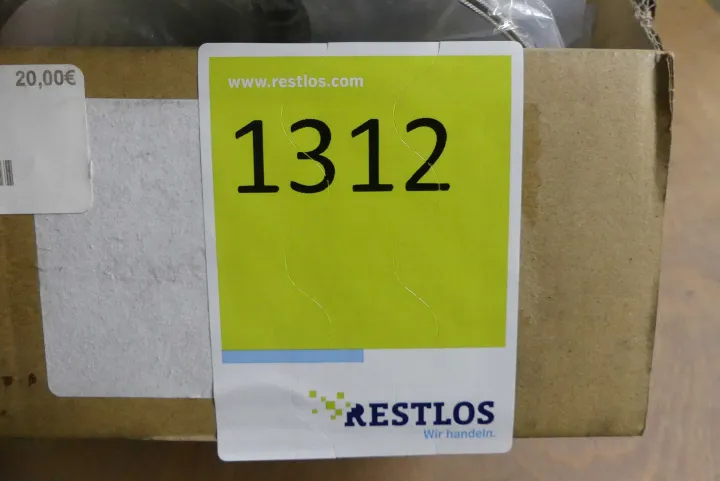 20,00€
www.restlos.com
1312
RESTLOS
Wir handeln.